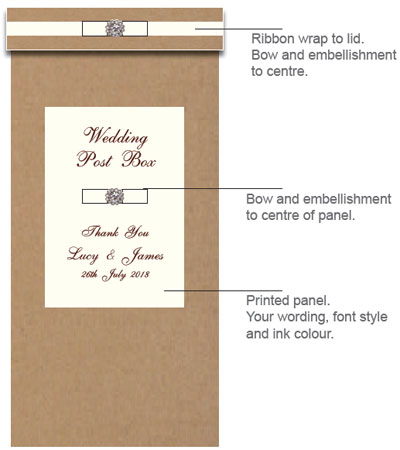 Ribbon wrap to lid.
Bow and embellishment
to centre.
Wedding
Post Box
Bow and embellishment
to centre of panel.
Thank You
Lucy & James
26th July 2018
Printed panel.
Your wording, font style
and ink colour.